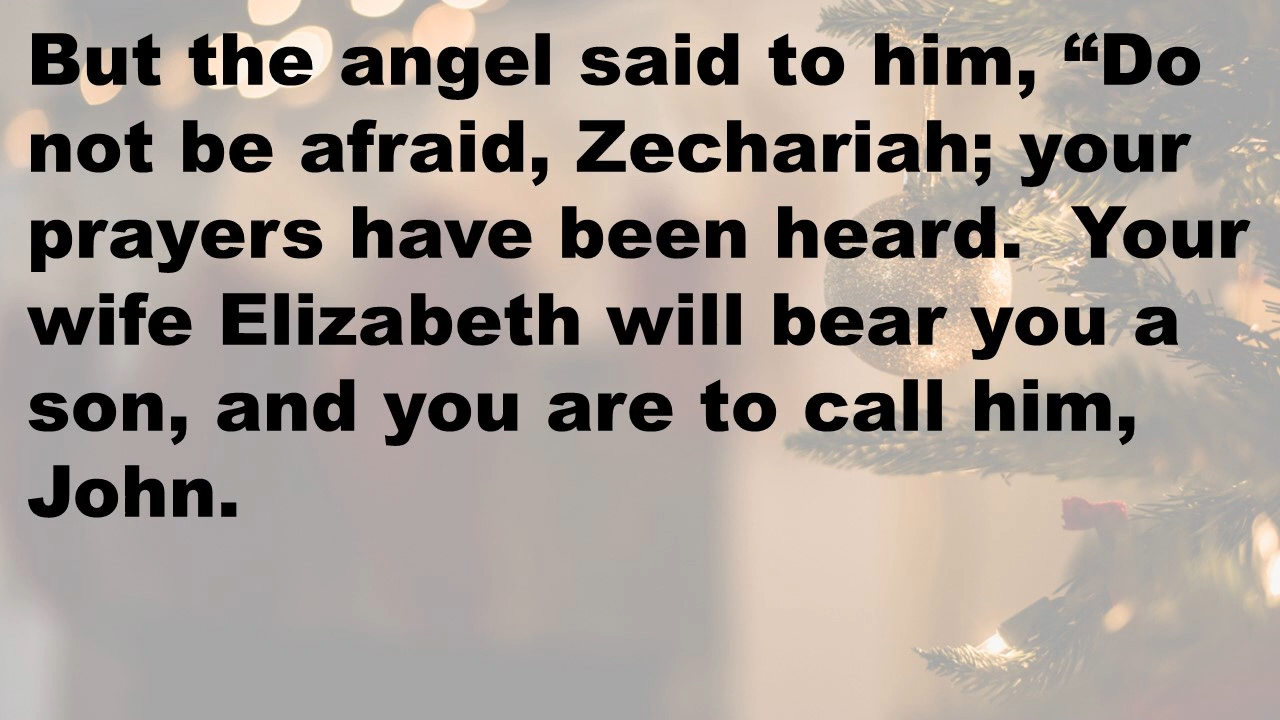 But the angel said to him, “Do
not be afraid, Zechariah; your
prayers have been heard.  Your
wife Elizabeth will bear you a
son, and you are to call him,
John.